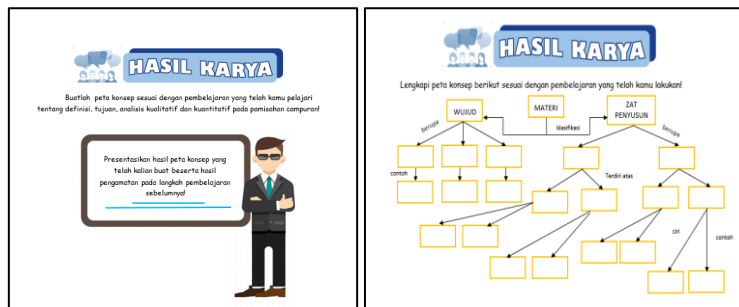 HASIL KARYA
Buatlah peta konsep sesuai dengan pembelajaran yang telah kamu pelajari
tentang definisi, tujuan, analisis kualitatif dan kuantitatif pada pemisahan campuran!
Presentasikan hasil peta konsep yang
telah kalian buat beserta hasil
pengamatan pada langkah pembelajaran
sebelumnya!
HASIL KARYA
Lengkapi peta konsep berikut sesuai dengan pembelajaran yang telah kamu lakukan!
WUJUD
MATERI
ZAT
PENYUSUN
klasifikasi
berupa
berupa
contoh
Terdiri atas
ciri
contoh